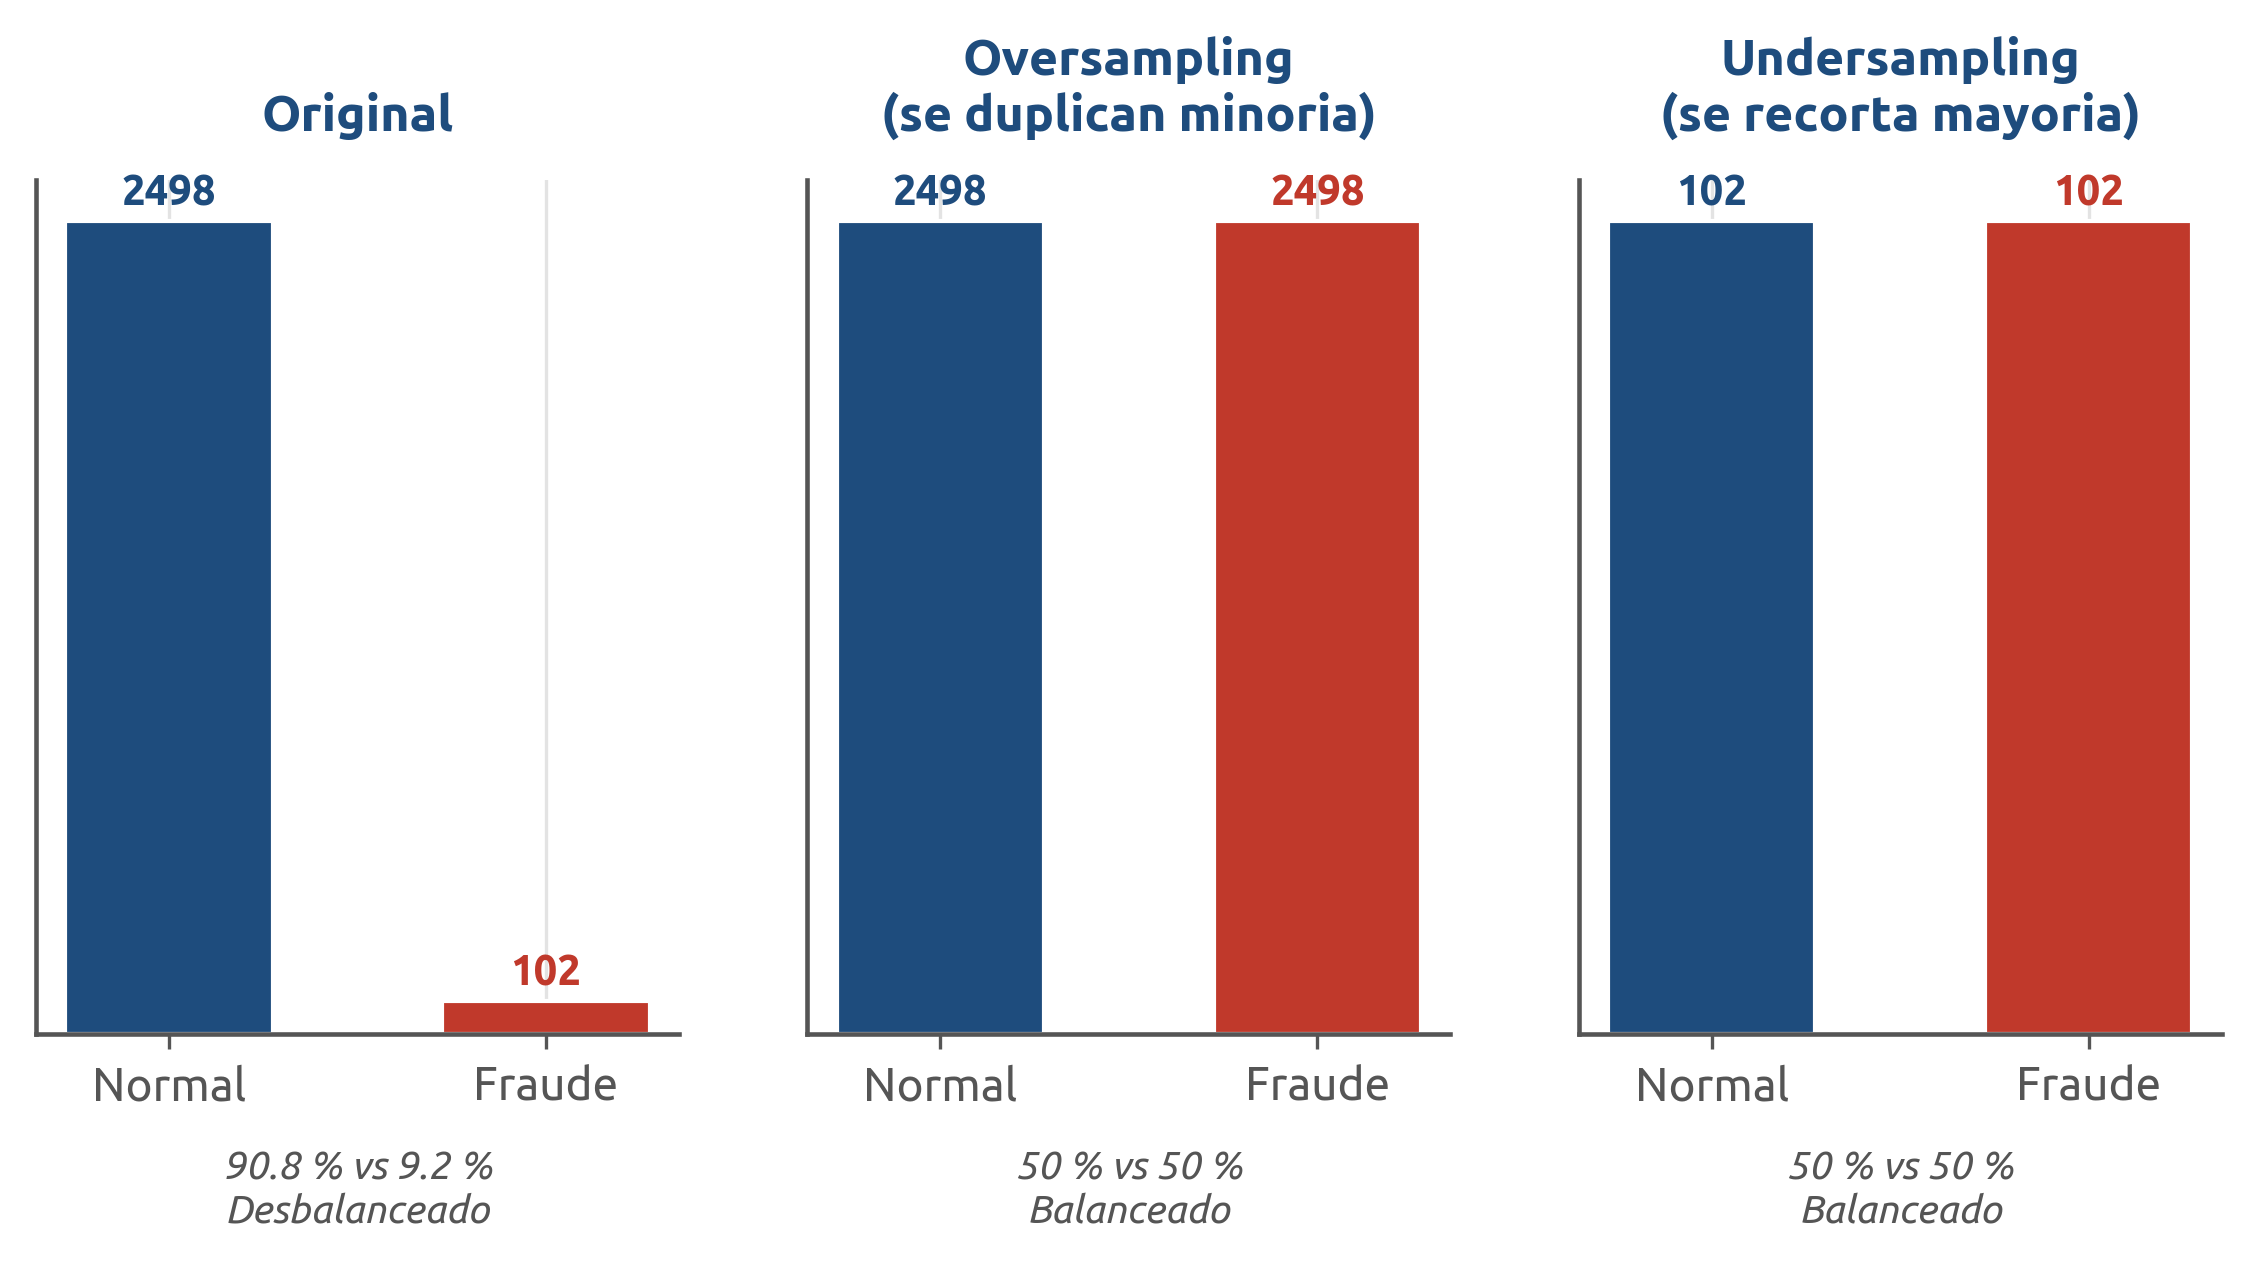 Original
2498
102
Normal
Fraude
90.8 % vs 9.2 %
Desbalanceado
Oversampling
(se duplican minoria)
2498
2498
Normal
Fraude
50 % vs 50 %
Balanceado
Undersampling
(se recorta mayoria)
102
102
Normal
Fraude
50 % vs 50 %
Balanceado